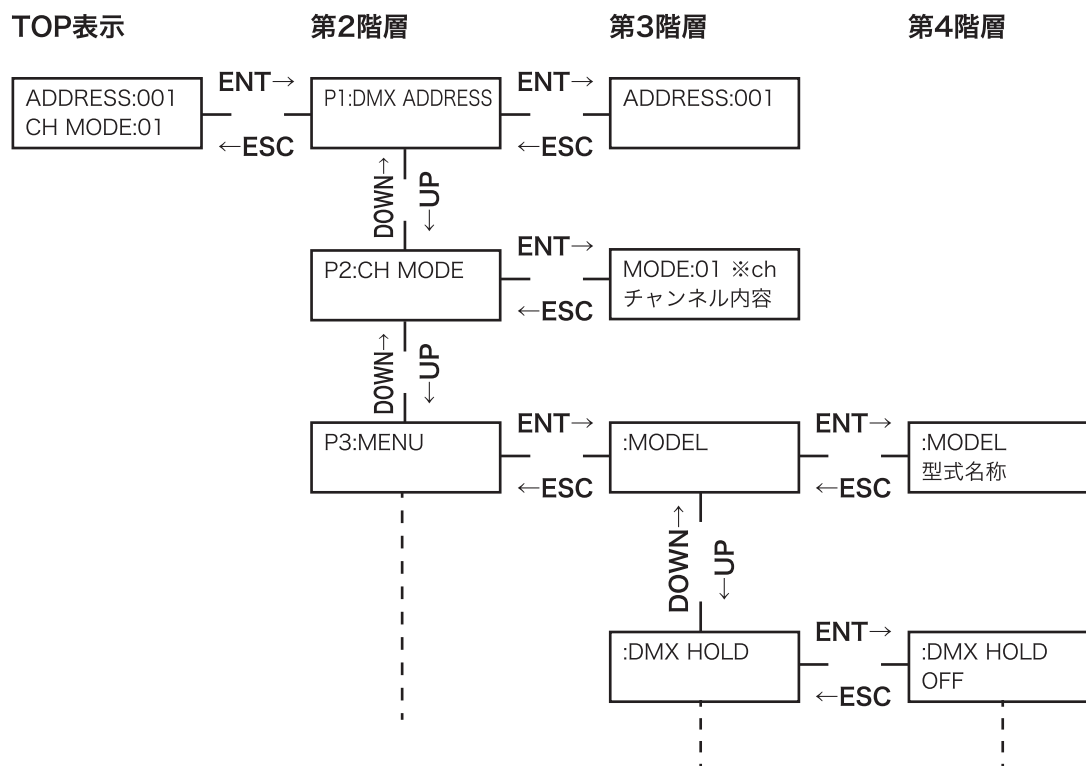 TOP表示 第2階層 第3階層 第4階層
ENT→ ENT→
ADDRESS:001 P1:DMX ADDRESS ADDRESS:001
CH MODE:01
←ESC ←ESC
DOWN→ ←UP
ENT→
P2:CH MODE MODE:01 ※ch
チャンネル内容
←ESC
DOWN→ ←UP
ENT→ ENT→
P3:MENU :MODEL :MODEL
型式名称
←ESC ←ESC
DOWN→ ←UP
ENT→
:DMX HOLD :DMX HOLD
OFF
←ESC